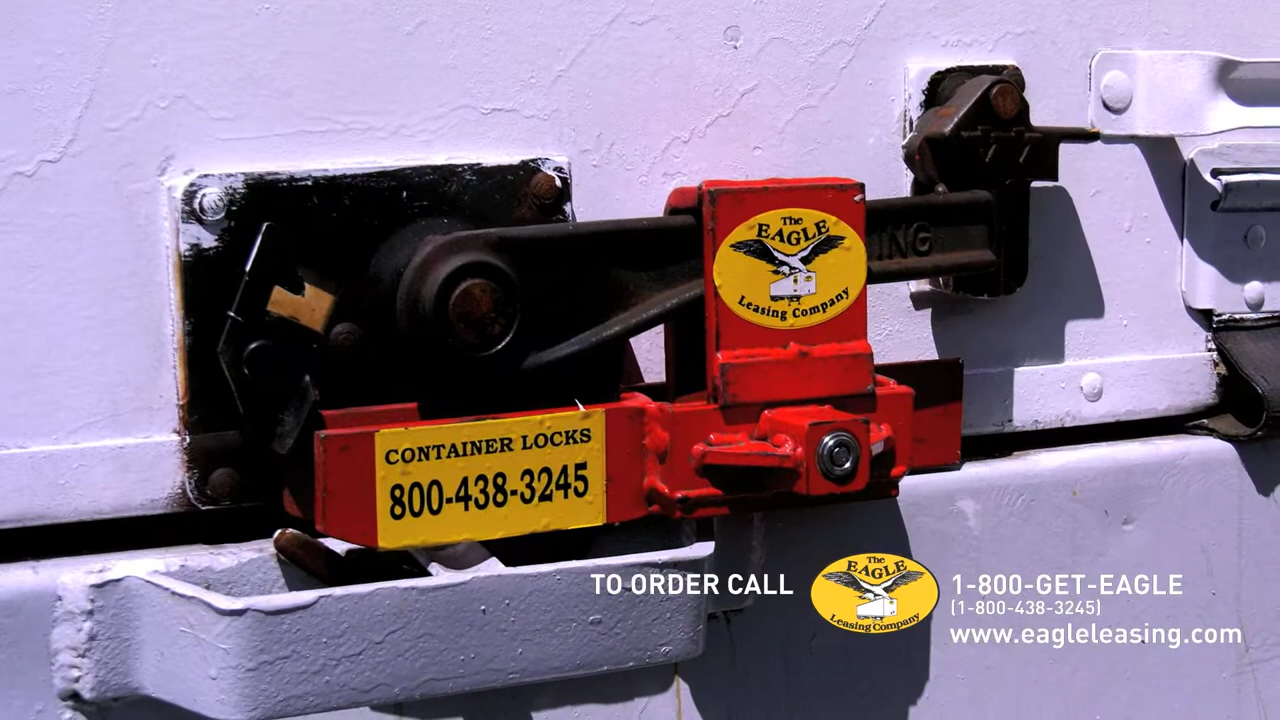 The
EAGLE
Leasing Company
ING
CONTAINER LOCKS
800-438-3245
TO ORDER CALL
The
EAGLE
Leasing Company
1-800-GET-EAGLE
(1-800-438-3245)
www.eagleleasing.com